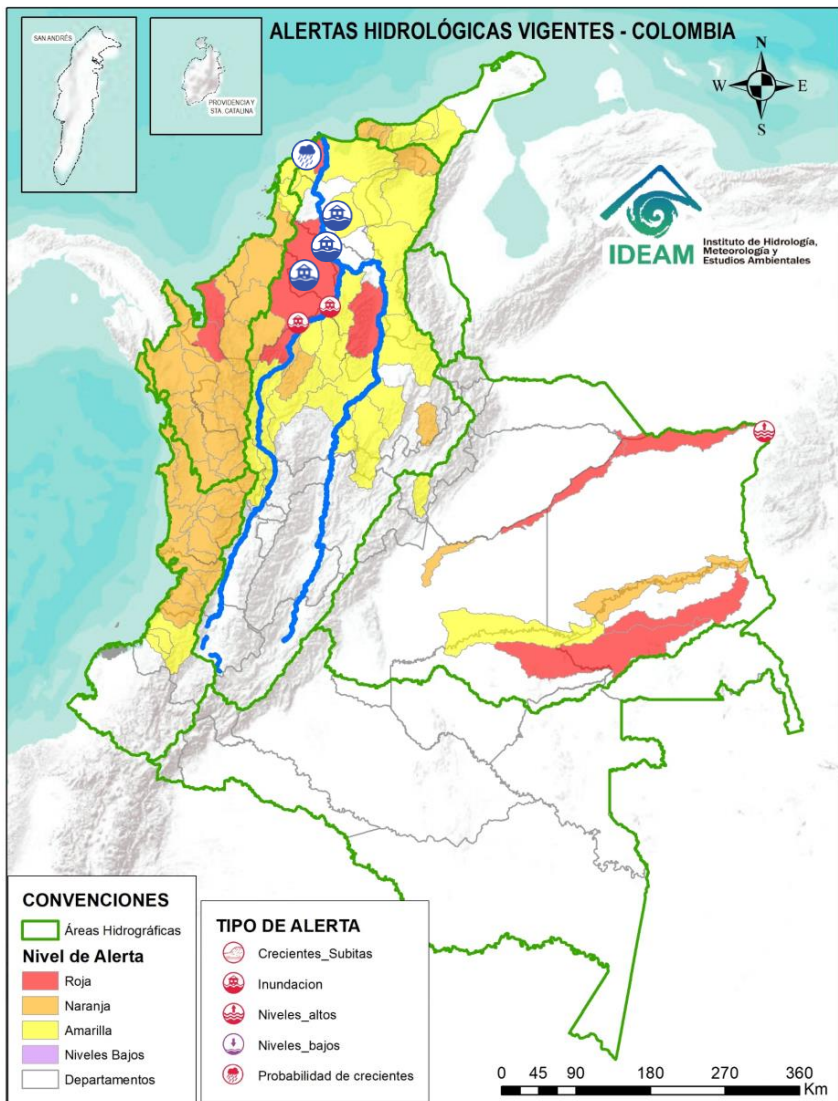 ALERTAS HIDROLÓGICAS VIGENTES - COLOMBIA
SAN ANDRÉS
PROVIDENCIA Y
STA. CATALINA
N
W
E
S
IDEAM
Instituto de Hidrología,
Meteorología y
Estudios Ambientales
CONVENCIONES
Áreas Hidrográficas
Nivel de Alerta
Roja
Naranja
Amarilla
Niveles Bajos
Departamentos
TIPO DE ALERTA
Crecientes_Subitas
Inundacion
Niveles_altos
Niveles_bajos
Probabilidad de crecientes
0 45 90 180 270 360
Km